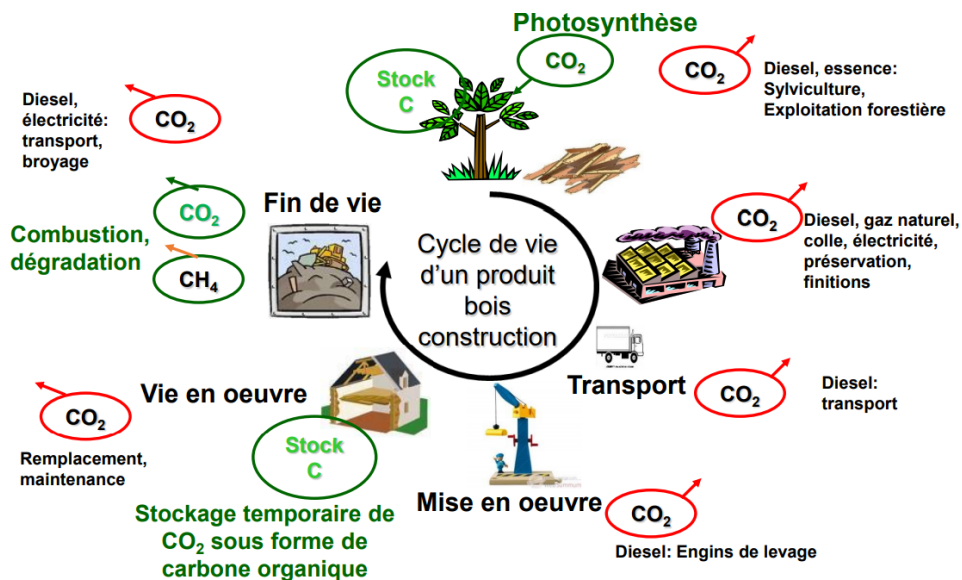 Photosynthèse
CO₂
Stock
C
CO₂
Diesel, essence:
Sylviculture,
Exploitation forestière
Diesel,
électricité:
transport,
broyage
CO₂
CO₂
Combustion,
dégradation
CH₄
Fin de vie
Cycle de vie
d'un produit
bois
construction
CO₂
Diesel, gaz naturel,
colle, électricité,
préservation,
finitions
Transport
CO₂
Diesel:
transport
Vie en oeuvre
CO₂
Remplacement,
maintenance
Stock
C
Stockage temporaire de
CO₂ sous forme de
carbone organique
Mise en oeuvre
CO₂
Diesel: Engins de levage